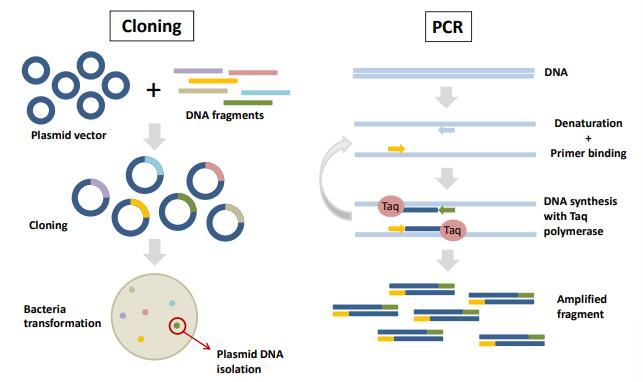 Cloning
+
Plasmid vector
DNA fragments
Cloning
Bacteria
transformation
Plasmid DNA
isolation
PCR
DNA
Denaturation
+
Primer binding
Taq
Taq
DNA synthesis
with Taq
polymerase
Amplified
fragment